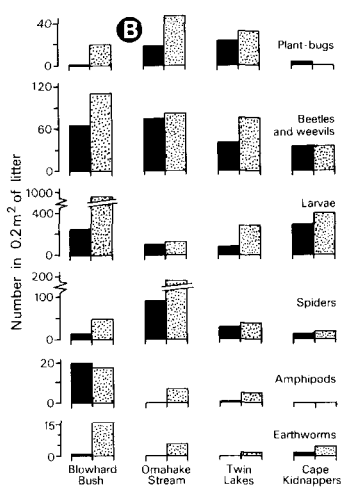 B
Number in 0.2m² of litter
40
0
Plant-bugs
120
60
0
Beetles
and weevils
1000
400
0
Larvae
200
100
0
Spiders
20
0
Amphipods
15
0
Earthworms
Blowhard
Bush
Omahake
Stream
Twin
Lakes
Cape
Kidnappers